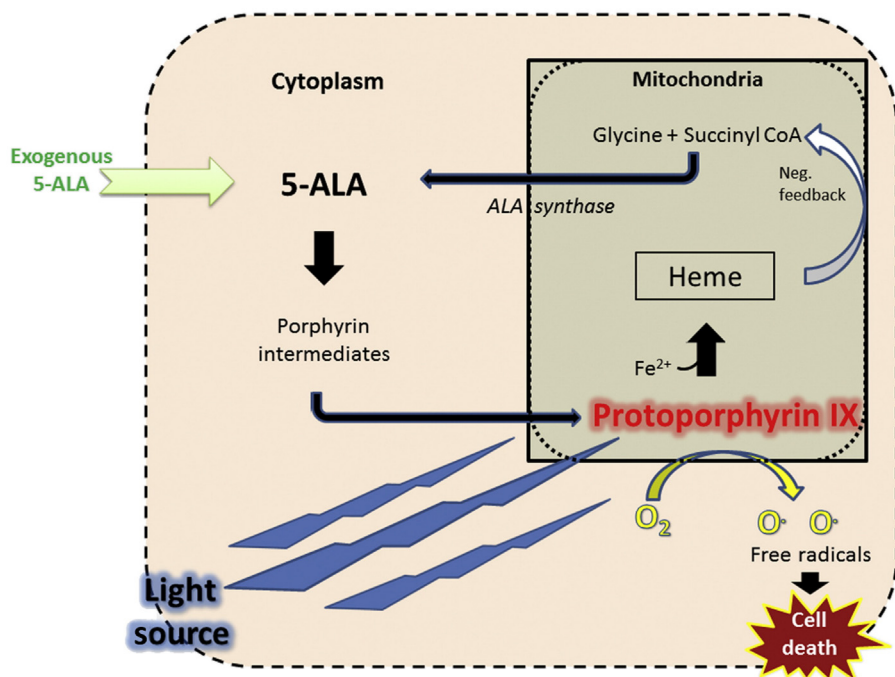 Cytoplasm
Mitochondria
Glycine + Succinyl CoA
Exogenous
5-ALA
5-ALA
Neg.
feedback
ALA synthase
Heme
Porphyrin
intermediates
Fe²⁺
Protoporphyrin IX
O₂
O· O·
Free radicals
Light
source
Cell
death